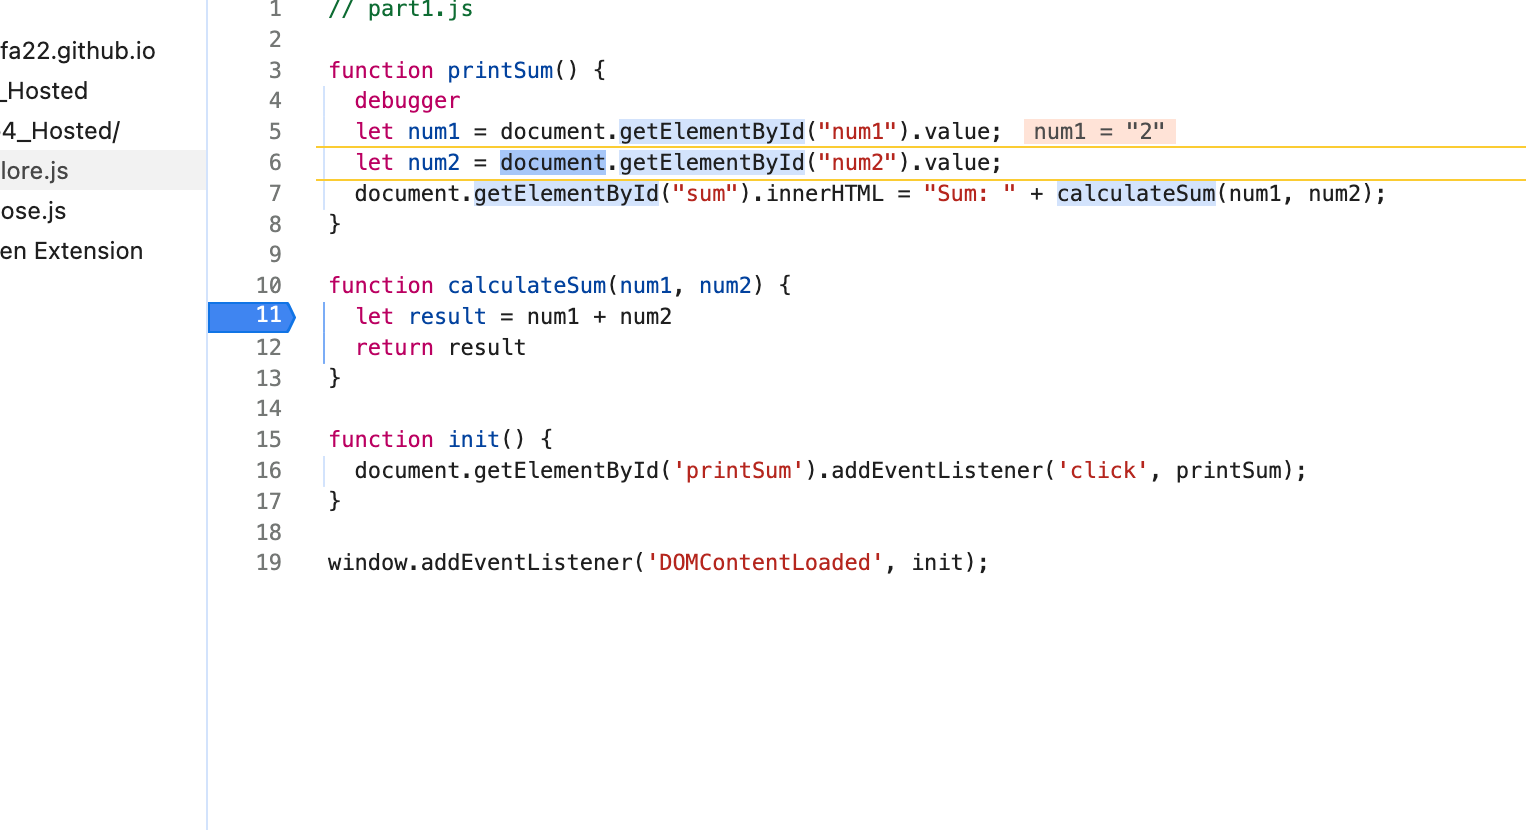 fa22.github.io
_Hosted
4_Hosted/
lore.js
ose.js
en Extension
1 // part1.js
2
3 function printSum() {
4 debugger
5 let num1 = document.getElementById("num1").value; num1 = "2"
6 let num2 = document.getElementById("num2").value;
7 document.getElementById("sum").innerHTML = "Sum: " + calculateSum(num1, num2);
8 }
9
10 function calculateSum(num1, num2) {
11 let result = num1 + num2
12 return result
13 }
14
15 function init() {
16 document.getElementById('printSum').addEventListener('click', printSum);
17 }
18
19 window.addEventListener('DOMContentLoaded', init);